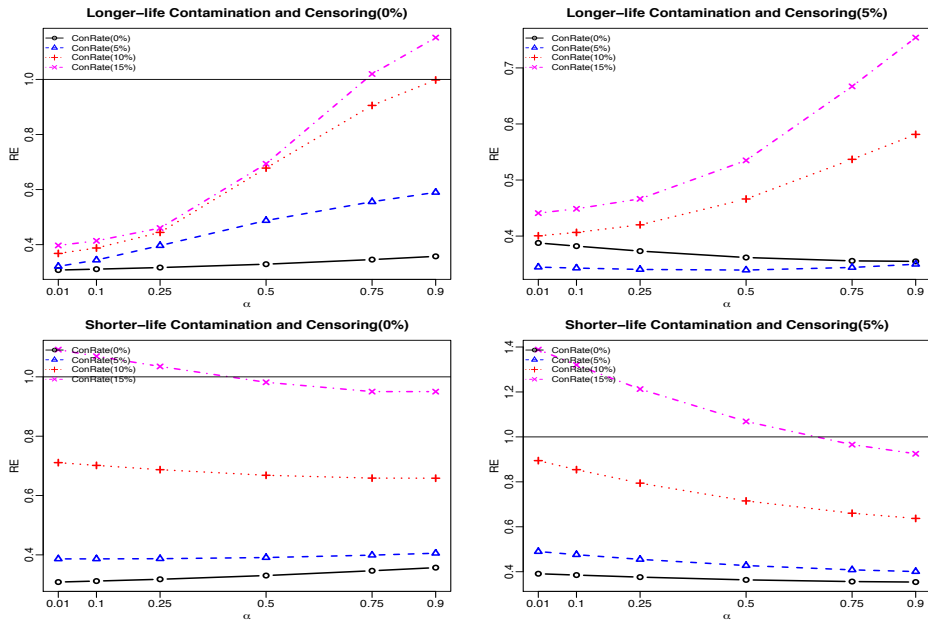 Longer−life Contamination and Censoring(0%)
ConRate(0%)
ConRate(5%)
ConRate(10%)
ConRate(15%)
RE
0.4
0.6
0.8
1.0
0.01
0.1
0.25
0.5
0.75
0.9
α
Longer−life Contamination and Censoring(5%)
ConRate(0%)
ConRate(5%)
ConRate(10%)
ConRate(15%)
RE
0.4
0.5
0.6
0.7
0.01
0.1
0.25
0.5
0.75
0.9
α
Shorter−life Contamination and Censoring(0%)
ConRate(0%)
ConRate(5%)
ConRate(10%)
ConRate(15%)
RE
0.4
0.6
0.8
1.0
0.01
0.1
0.25
0.5
0.75
0.9
α
Shorter−life Contamination and Censoring(5%)
ConRate(0%)
ConRate(5%)
ConRate(10%)
ConRate(15%)
RE
0.4
0.6
0.8
1.0
1.2
1.4
0.01
0.1
0.25
0.5
0.75
0.9
α